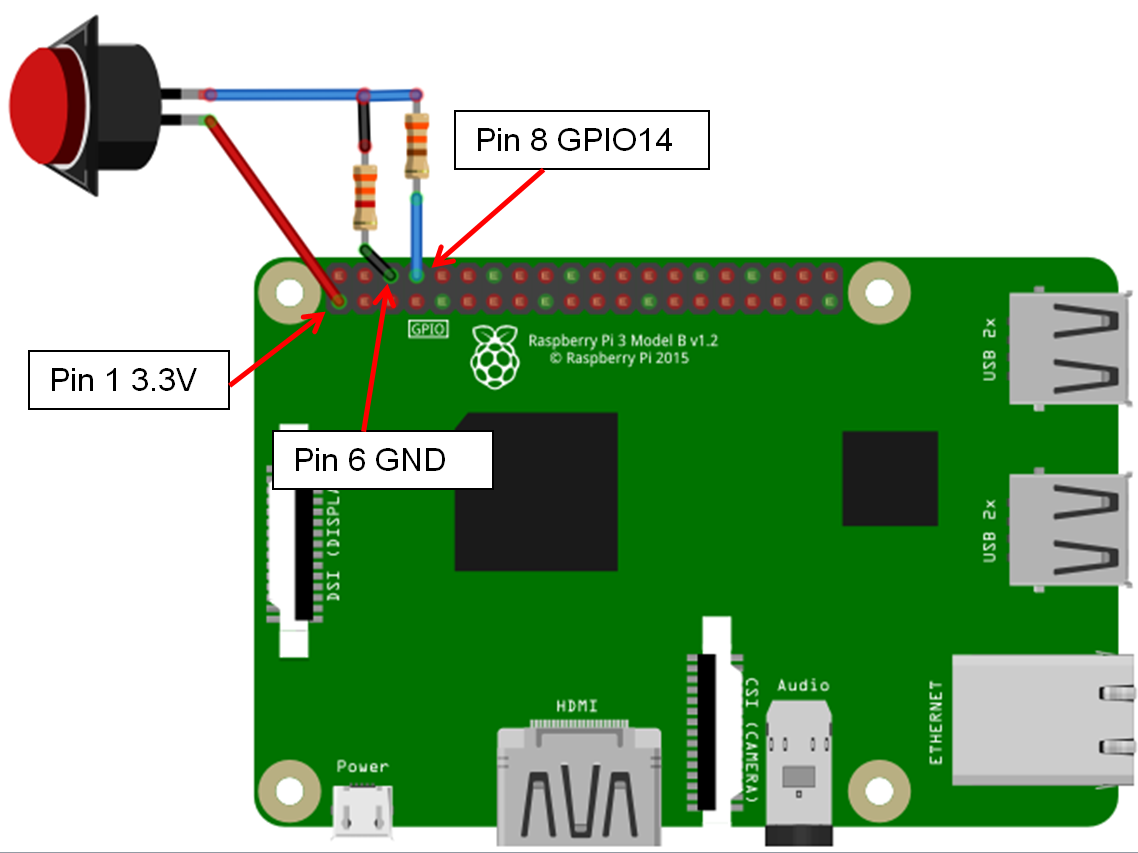 Pin 8 GPIO14
GPIO
Raspberry Pi 3 Model B v1.2
© Raspberry Pi 2015
USB 2x
Pin 1 3.3V
Pin 6 GND
DSI (DISPLA
USB 2x
CSI (CAMERA)
Audio
ETHERNET
HDMI
Power